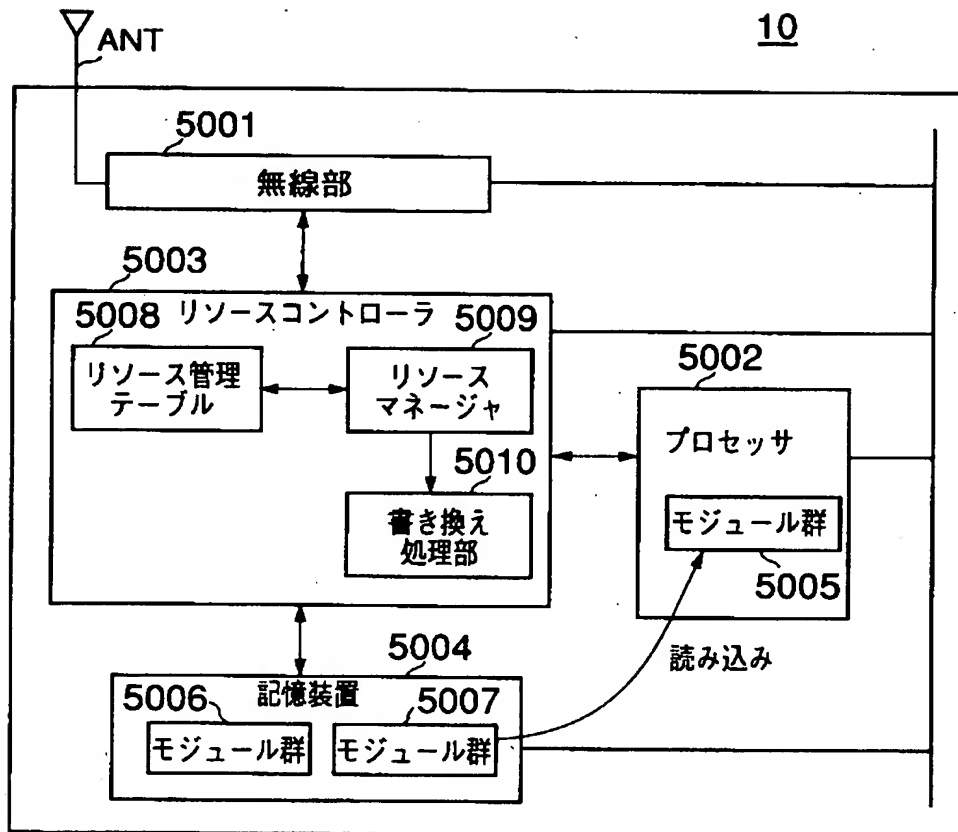 ANT
10
5001
無線部
5003
リソースコントローラ
5008
リソース管理
テーブル
5009
リソース
マネージャ
5010
書き換え
処理部
5002
プロセッサ
モジュール群
5005
読み込み
5004
記憶装置
5006
モジュール群
5007
モジュール群